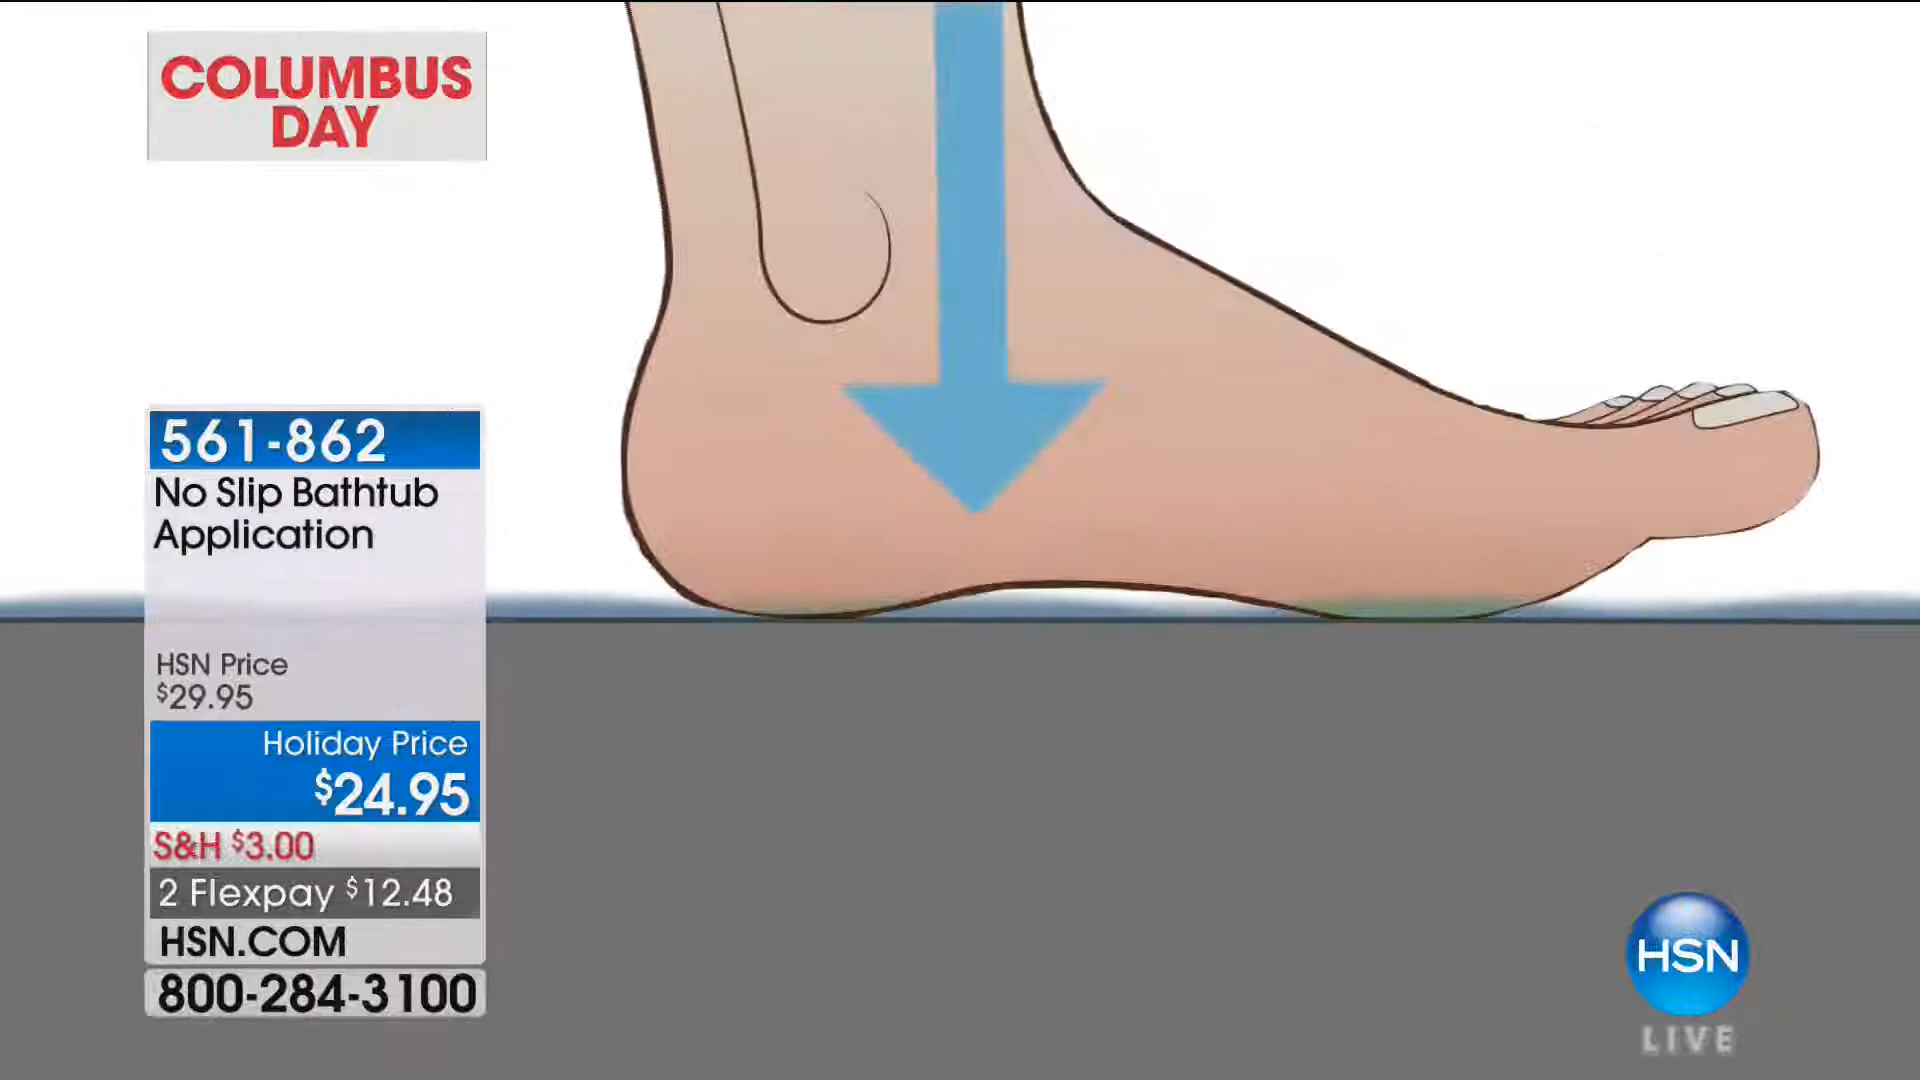 COLUMBUS
DAY
561-862
No Slip Bathtub
Application
HSN Price
$29.95
Holiday Price
$24.95
S&H $3.00
2 Flexpay $12.48
HSN.COM
800-284-3100
HSN
LIVE